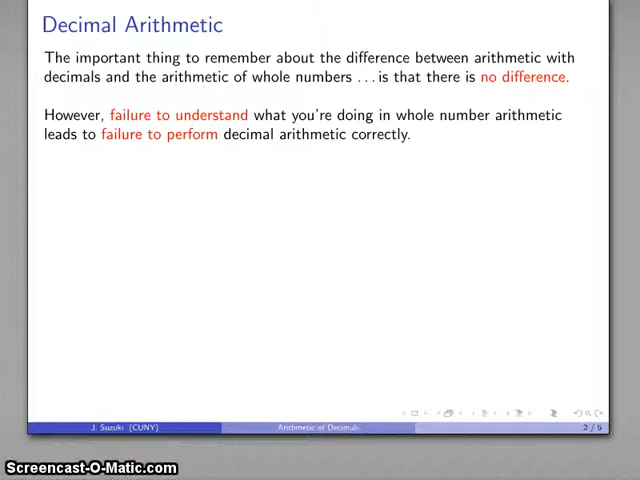 Decimal Arithmetic
The important thing to remember about the difference between arithmetic with
decimals and the arithmetic of whole numbers ...is that there is no difference.
However, failure to understand what you're doing in whole number arithmetic
leads to failure to perform decimal arithmetic correctly.
J. Suzuki (CUNY) Arithmetic of Decimals 2 / 5
Screencast-O-Matic.com